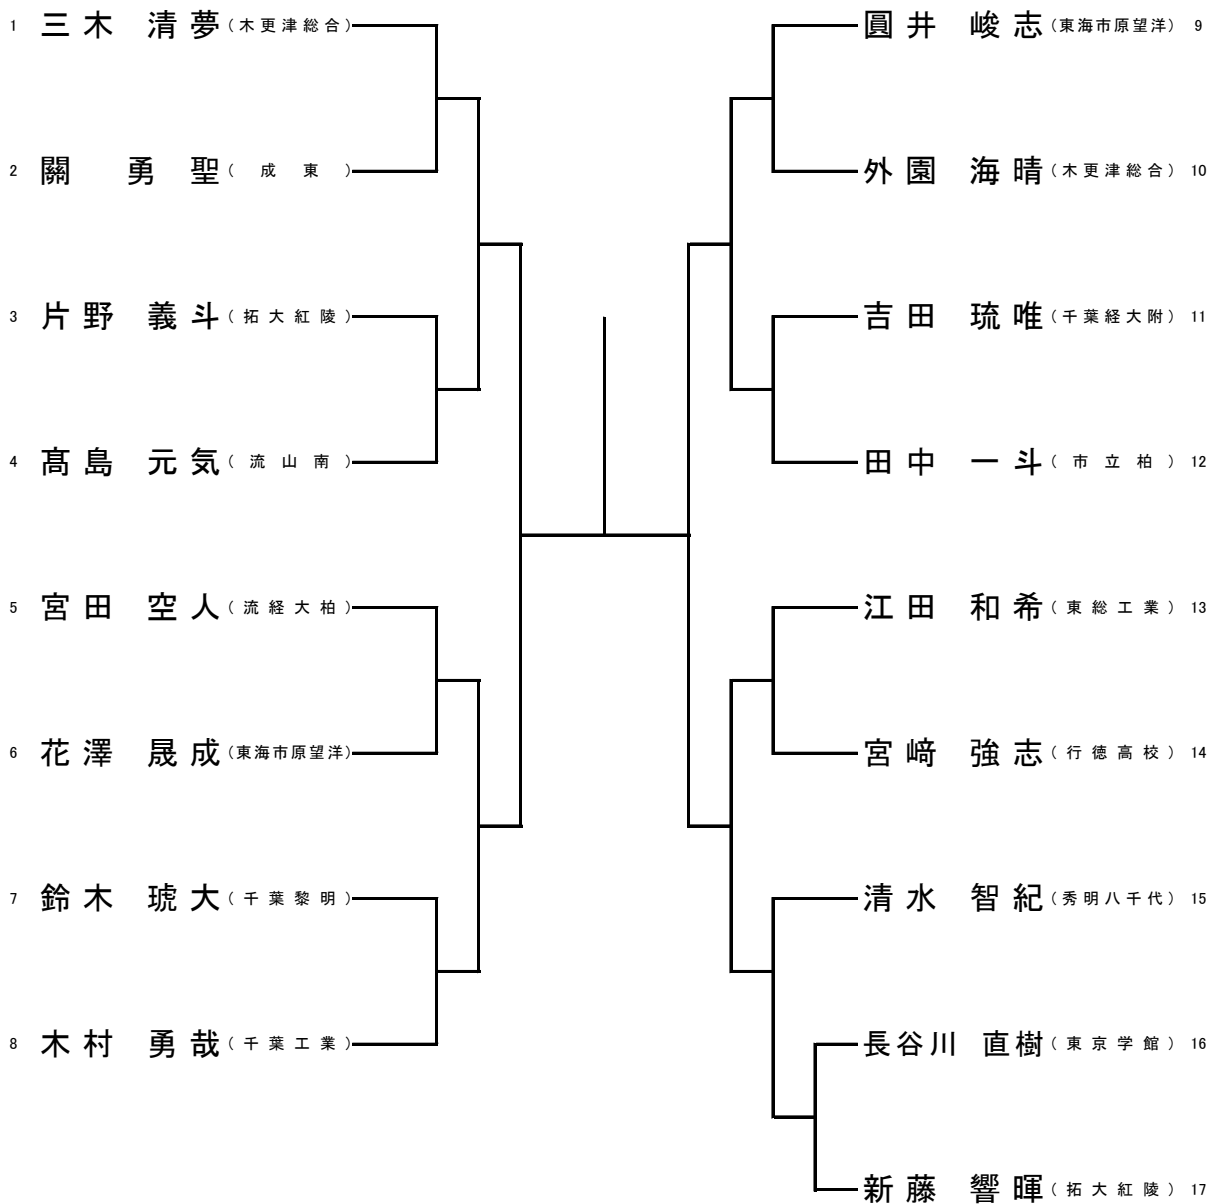 1 三木 清夢 (木更津総合)
2 關 勇聖 (成東)
3 片野 義斗 (拓大紅陵)
4 髙島 元気 (流山南)
5 宮田 空人 (流経大柏)
6 花澤 晟成 (東海市原望洋)
7 鈴木 琥大 (千葉黎明)
8 木村 勇哉 (千葉工業)
圓井 峻志 (東海市原望洋) 9
外園 海晴 (木更津総合) 10
吉田 琉唯 (千葉経大附) 11
田中 一斗 (市立柏) 12
江田 和希 (東総工業) 13
宮﨑 強志 (行徳高校) 14
清水 智紀 (秀明八千代) 15
長谷川 直樹 (東京学館) 16
新藤 響暉 (拓大紅陵) 17